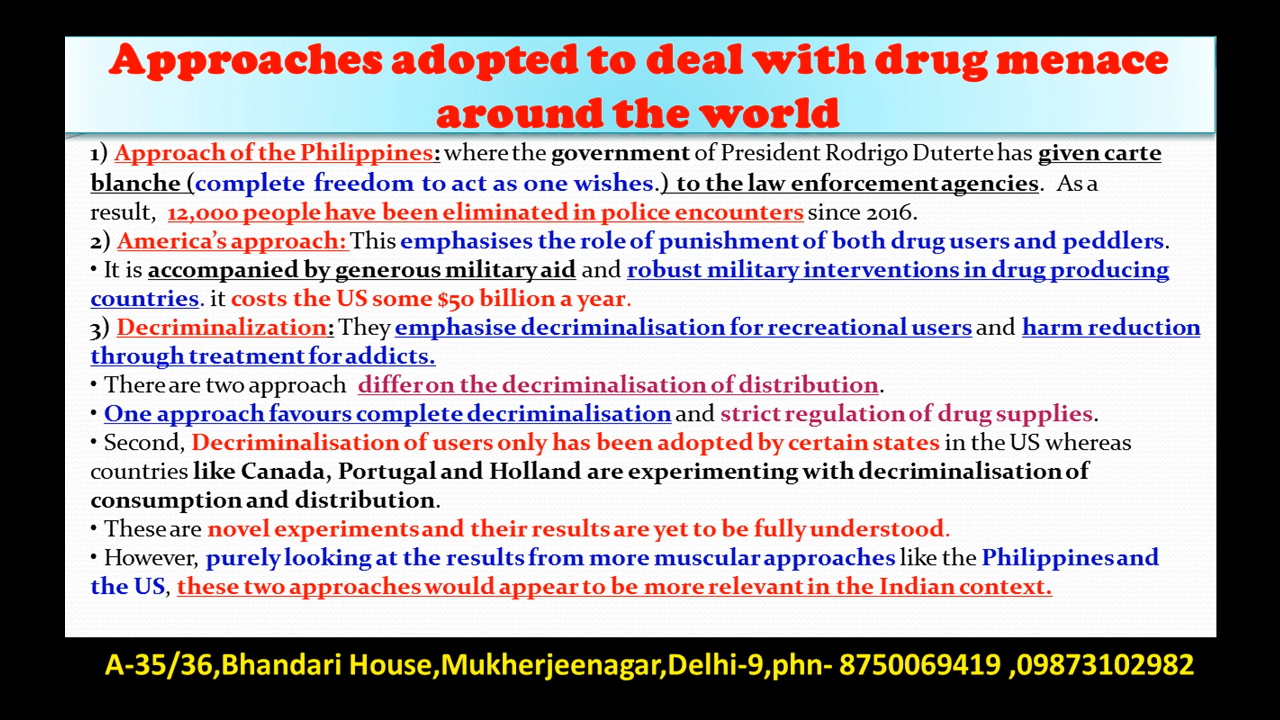 Approaches adopted to deal with drug menace
around the world
1) Approach of the Philippines: where the government of President Rodrigo Duterte has given carte
blanche (complete freedom to act as one wishes.) to the law enforcement agencies. As a
result, 12,000 people have been eliminated in police encounters since 2016.
2) America's approach: This emphasises the role of punishment of both drug users and peddlers.
• It is accompanied by generous military aid and robust military interventions in drug producing
countries. it costs the US some $50 billion a year.
3) Decriminalization: They emphasise decriminalisation for recreational users and harm reduction
through treatment for addicts.
• There are two approach differ on the decriminalisation of distribution.
• One approach favours complete decriminalisation and strict regulation of drug supplies.
• Second, Decriminalisation of users only has been adopted by certain states in the US whereas
countries like Canada, Portugal and Holland are experimenting with decriminalisation of
consumption and distribution.
• These are novel experiments and their results are yet to be fully understood.
• However, purely looking at the results from more muscular approaches like the Philippines and
the US, these two approaches would appear to be more relevant in the Indian context.
A-35/36,Bhandari House,Mukherjeenagar,Delhi-9,phn- 8750069419 ,09873102982